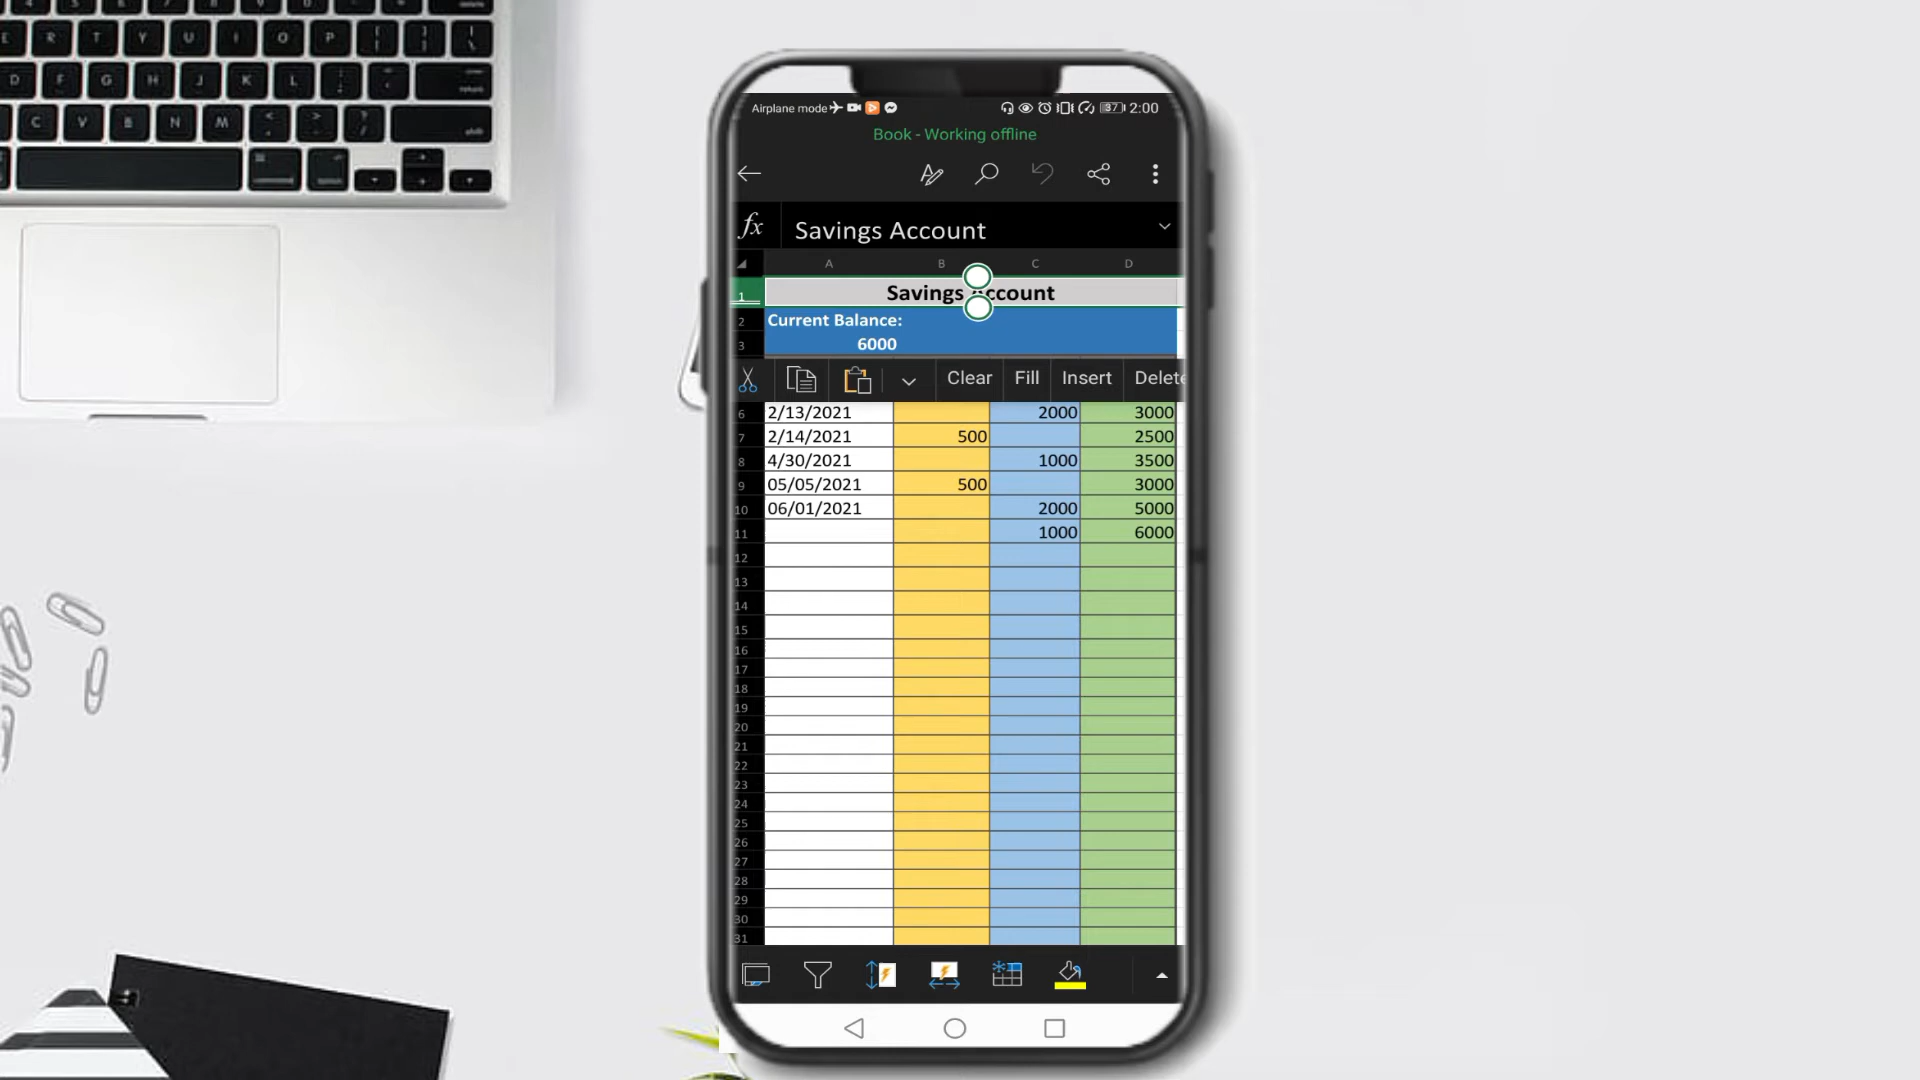 E R T Y U I O P
D F G H J K L
C V B N M
Airplane mode 37 2:00
Book - Working offline
fx Savings Account
A B C D
1 Savings Account
2 Current Balance:
3 6000
Clear Fill Insert Delete
6 2/13/2021 2000 3000
7 2/14/2021 500 2500
8 4/30/2021 1000 3500
9 05/05/2021 500 3000
10 06/01/2021 2000 5000
11 1000 6000
12
13
14
15
16
17
18
19
20
21
22
23
24
25
26
27
28
29
30
31